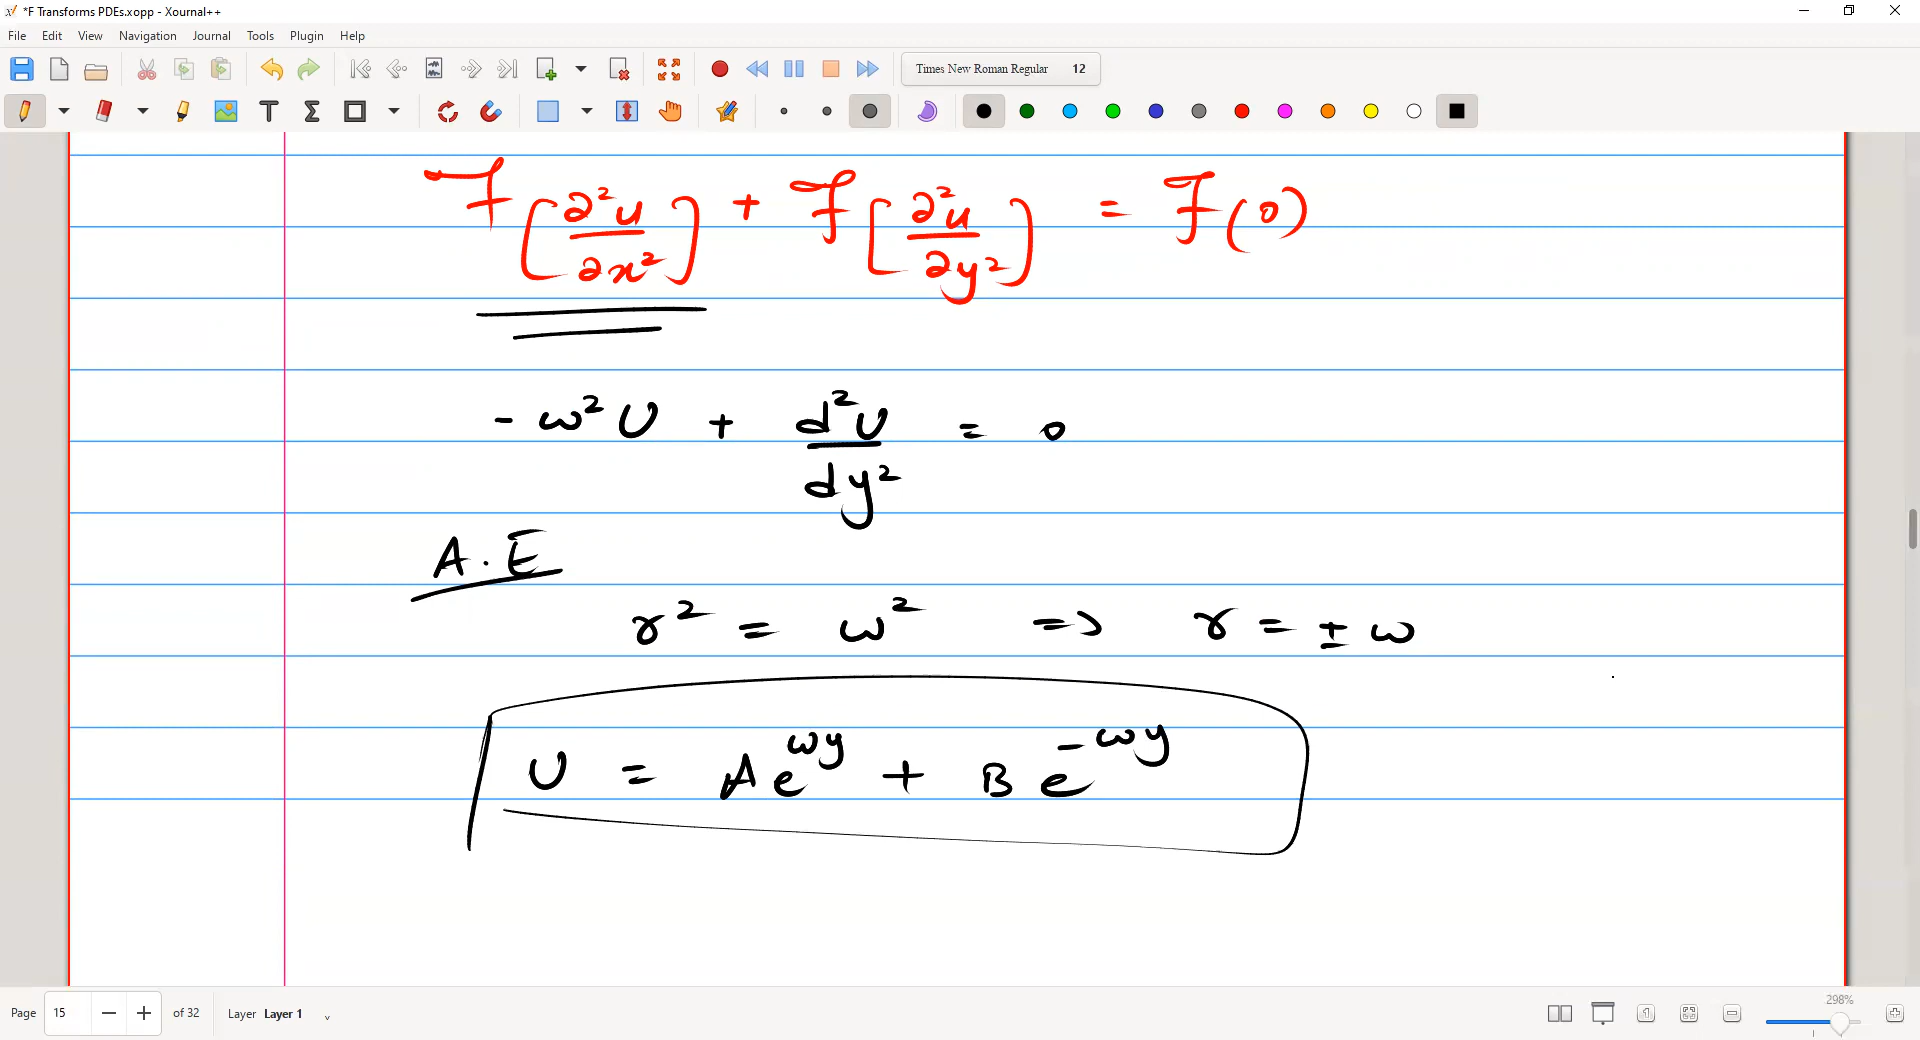 *F Transforms PDEs.xopp - Xournal++
File Edit View Navigation Journal Tools Plugin Help
Times New Roman Regular 12
ℱ[∂²u/∂x²] + ℱ[∂²u/∂y²] = ℱ(0)
- ω²U + d²U/dy² = 0
A.E
r² = ω² => r = ± ω
U = Ae^{ωy} + Be^{-ωy}
Page 15 of 32 Layer Layer 1 298%